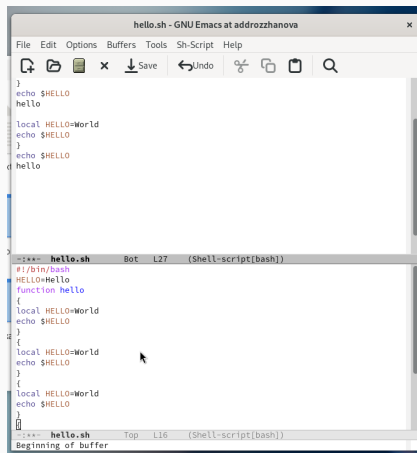 hello.sh - GNU Emacs at addrozzhanova
File Edit Options Buffers Tools Sh-Script Help
Save Undo
}
echo $HELLO
hello
local HELLO=World
echo $HELLO
}
echo $HELLO
hello
-:**- hello.sh Bot L27 (Shell-script[bash])
#!/bin/bash
HELLO=Hello
function hello
{
local HELLO=World
echo $HELLO
}
{
local HELLO=World
echo $HELLO
}
{
local HELLO=World
echo $HELLO
}
{
-:**- hello.sh Top L16 (Shell-script[bash])
Beginning of buffer